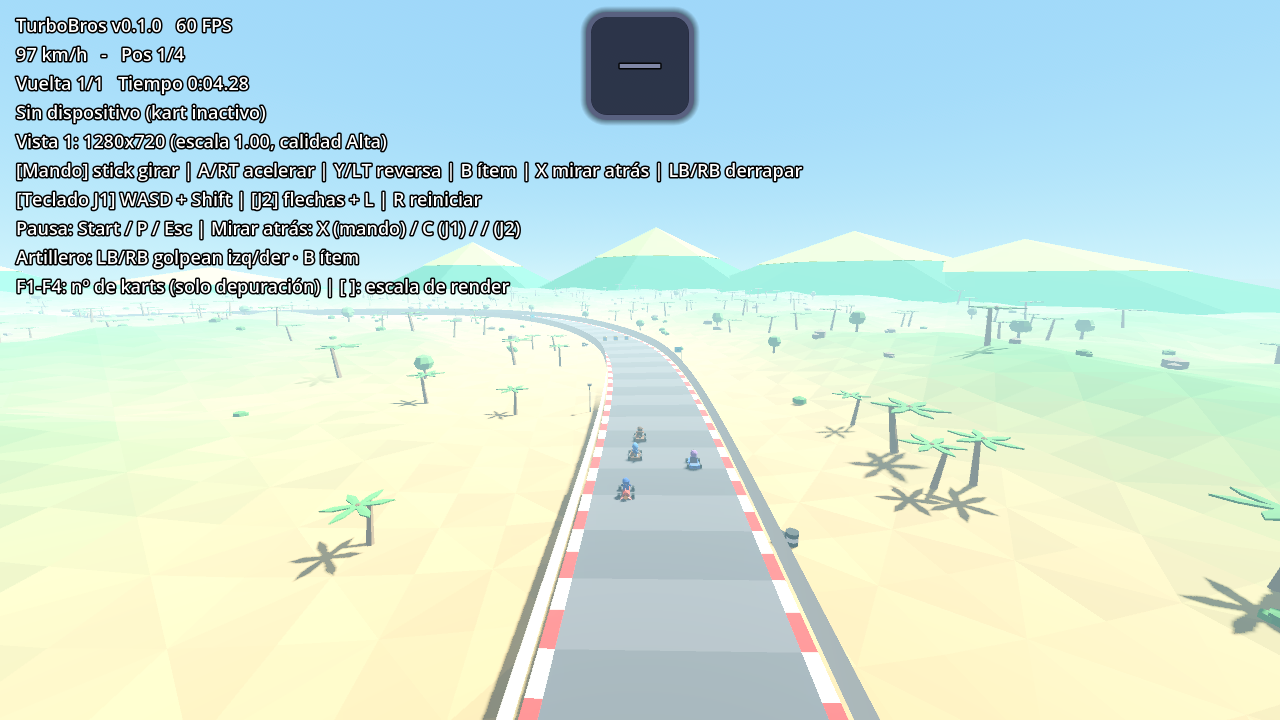 TurboBros v0.1.0   60 FPS
97 km/h  -  Pos 1/4
Vuelta 1/1   Tiempo 0:04.28
Sin dispositivo (kart inactivo)
Vista 1: 1280x720 (escala 1.00, calidad Alta)
[Mando] stick girar | A/RT acelerar | Y/LT reversa | B ítem | X mirar atrás | LB/RB derrapar
[Teclado J1] WASD + Shift | [J2] flechas + L | R reiniciar
Pausa: Start / P / Esc | Mirar atrás: X (mando) / C (J1) / / (J2)
Artillero: LB/RB golpean izq/der · B ítem
F1-F4: nº de karts (solo depuración) | [ ]: escala de render